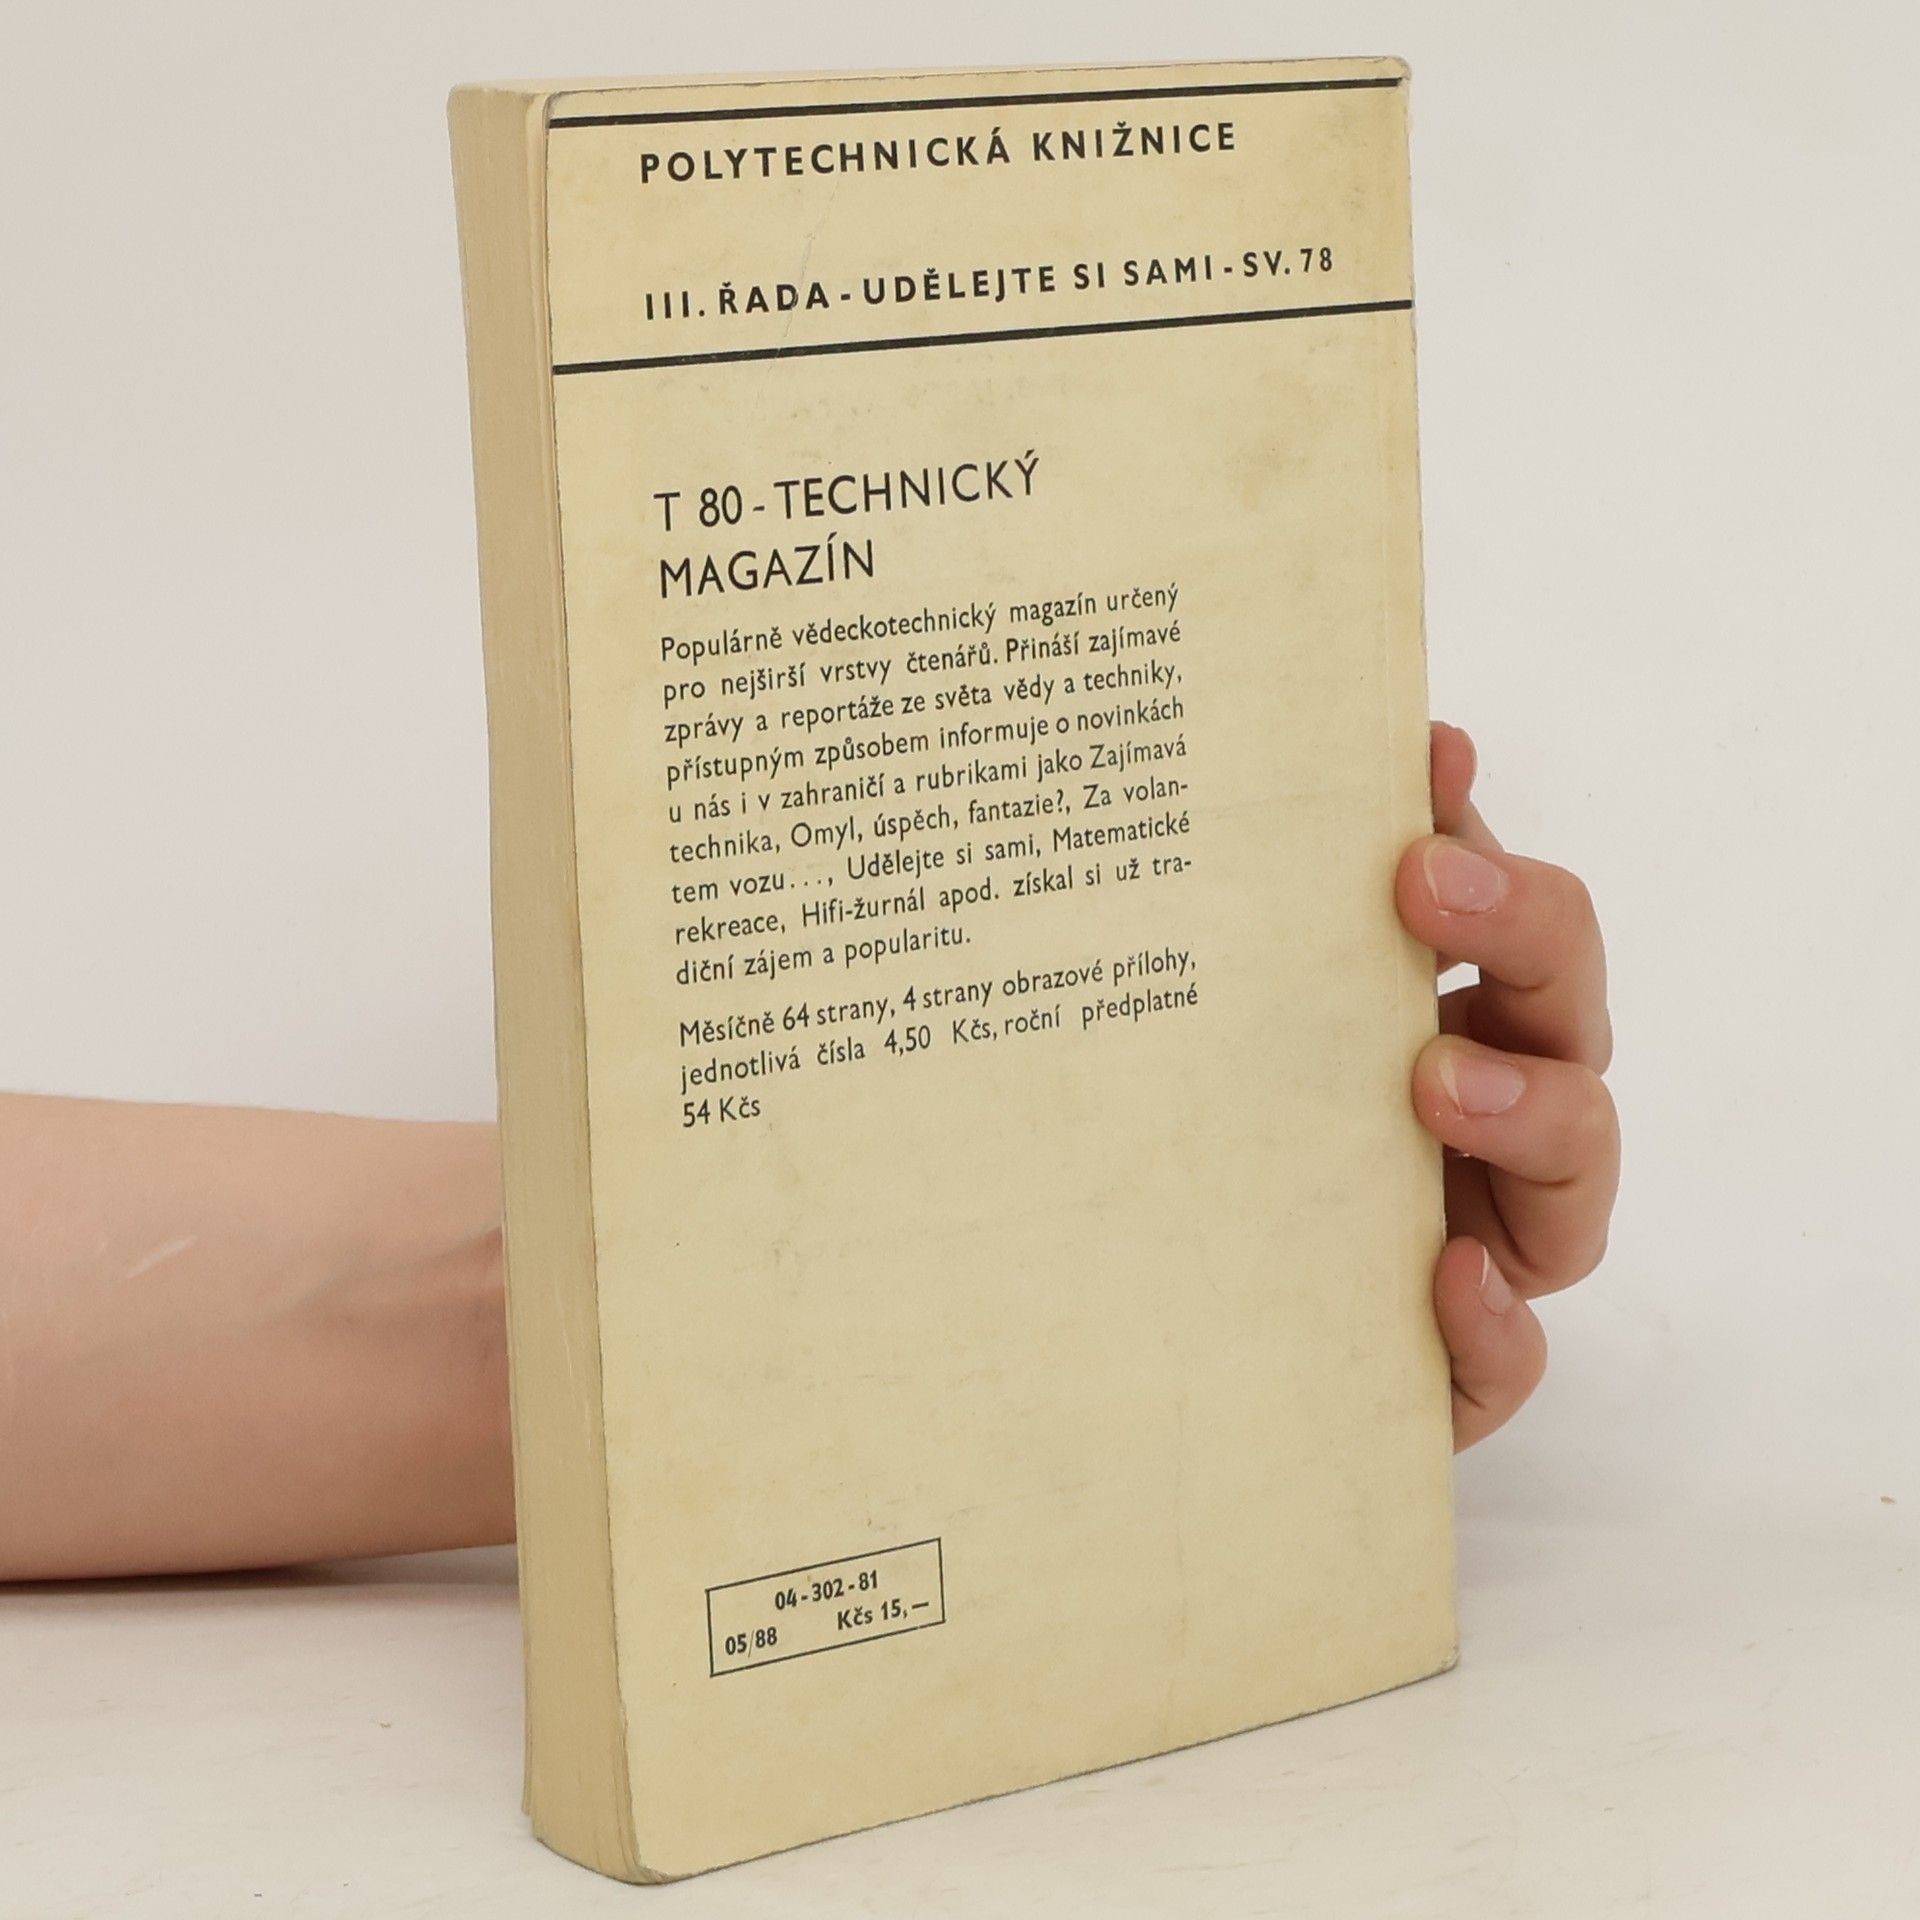 POLYTECHNICKÁ KNIŽNICE
III. ŘADA - UDĚLEJTE SI SAMI - SV. 78
T 80 - TECHNICKÝ
MAGAZÍN
Populárně vědeckotechnický magazín určený
pro nejširší vrstvy čtenářů. Přináší zajímavé
zprávy a reportáže ze světa vědy a techniky,
přístupným způsobem informuje o novinkách
u nás i v zahraničí a rubrikami jako Zajímavá
technika, Omyl, úspěch, fantazie?, Za volan-
tem vozu..., Udělejte si sami, Matematické
rekreace, Hifi-žurnál apod. získal si už tra-
diční zájem a popularitu.
Měsíčně 64 strany, 4 strany obrazové přílohy,
jednotlivá čísla 4,50 Kčs, roční předplatné
54 Kčs
04-302-81
05/88 Kčs 15,—